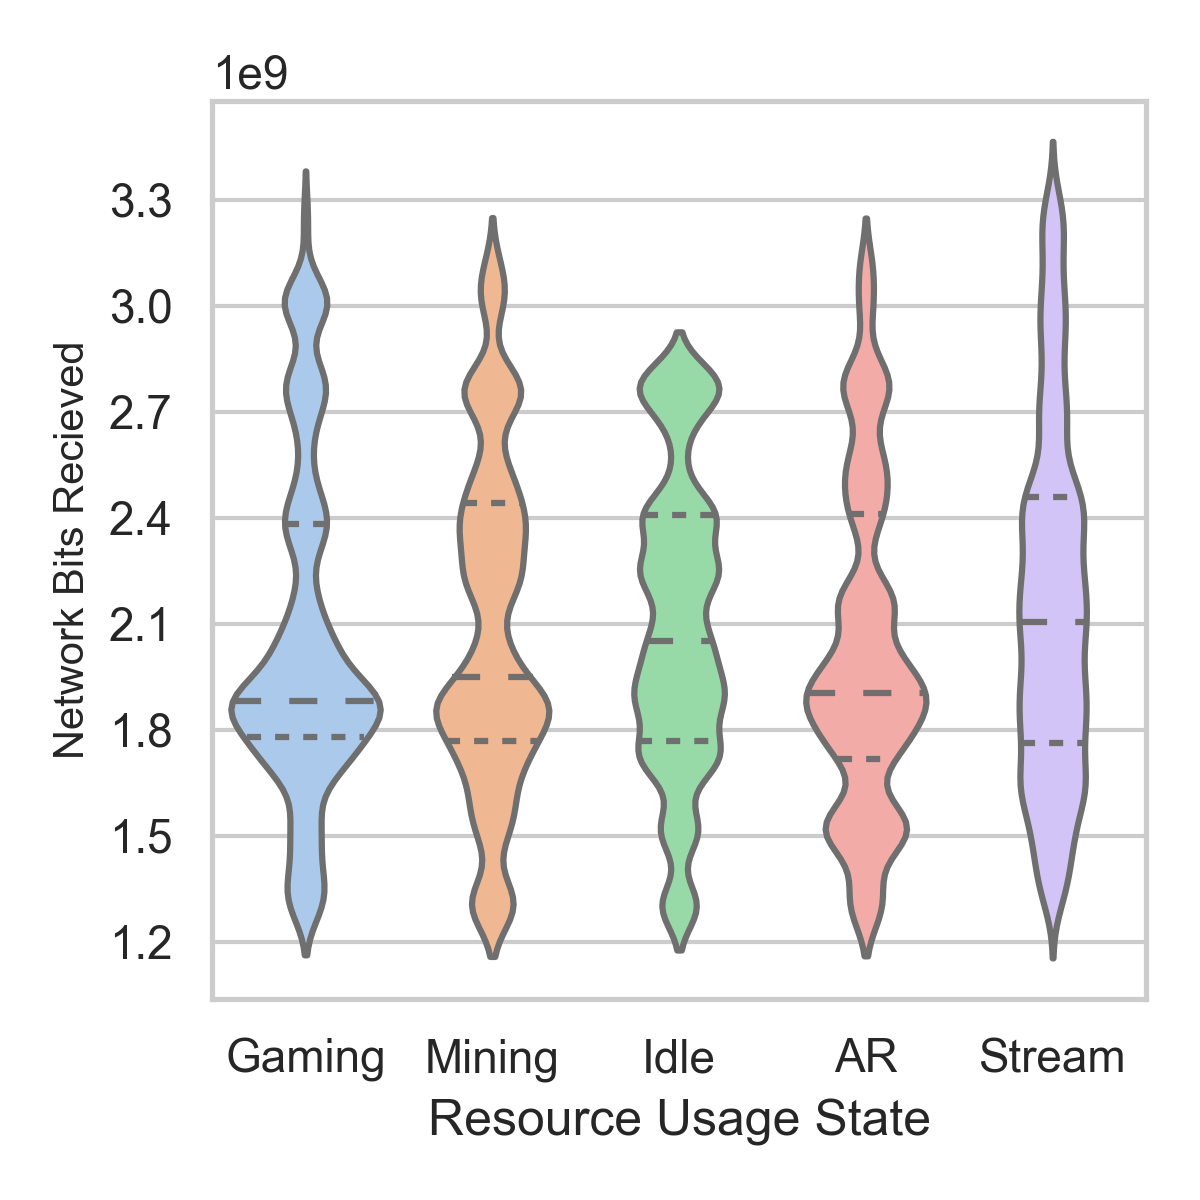 1e9
3.3
3.0
2.7
2.4
2.1
1.8
1.5
1.2
Network Bits Recieved
Gaming Mining Idle AR Stream
Resource Usage State